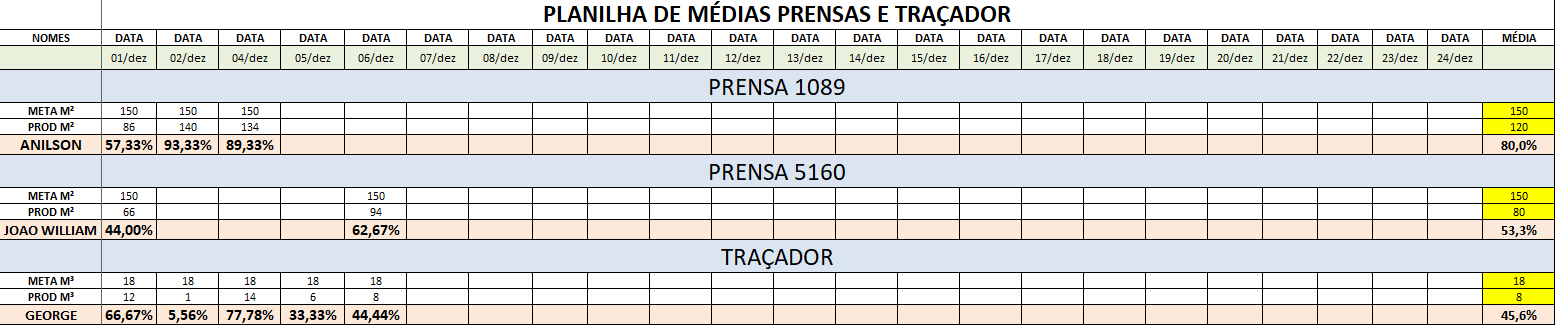 PLANILHA DE MÉDIAS PRENSAS E TRAÇADOR
NOMES DATA DATA DATA DATA DATA DATA DATA DATA DATA DATA DATA DATA DATA DATA DATA DATA DATA DATA DATA DATA DATA DATA MÉDIA
01/dez 02/dez 04/dez 05/dez 06/dez 07/dez 08/dez 09/dez 10/dez 11/dez 12/dez 13/dez 14/dez 15/dez 16/dez 17/dez 18/dez 19/dez 20/dez 21/dez 22/dez 23/dez 24/dez
PRENSA 1089
META M² 150 150 150 150
PROD M² 86 140 134 120
ANILSON 57,33% 93,33% 89,33% 80,0%
PRENSA 5160
META M² 150 150 150
PROD M² 66 94 80
JOAO WILLIAM 44,00% 62,67% 53,3%
TRAÇADOR
META M³ 18 18 18 18 18 18
PROD M³ 12 1 14 6 8 8
GEORGE 66,67% 5,56% 77,78% 33,33% 44,44% 45,6%